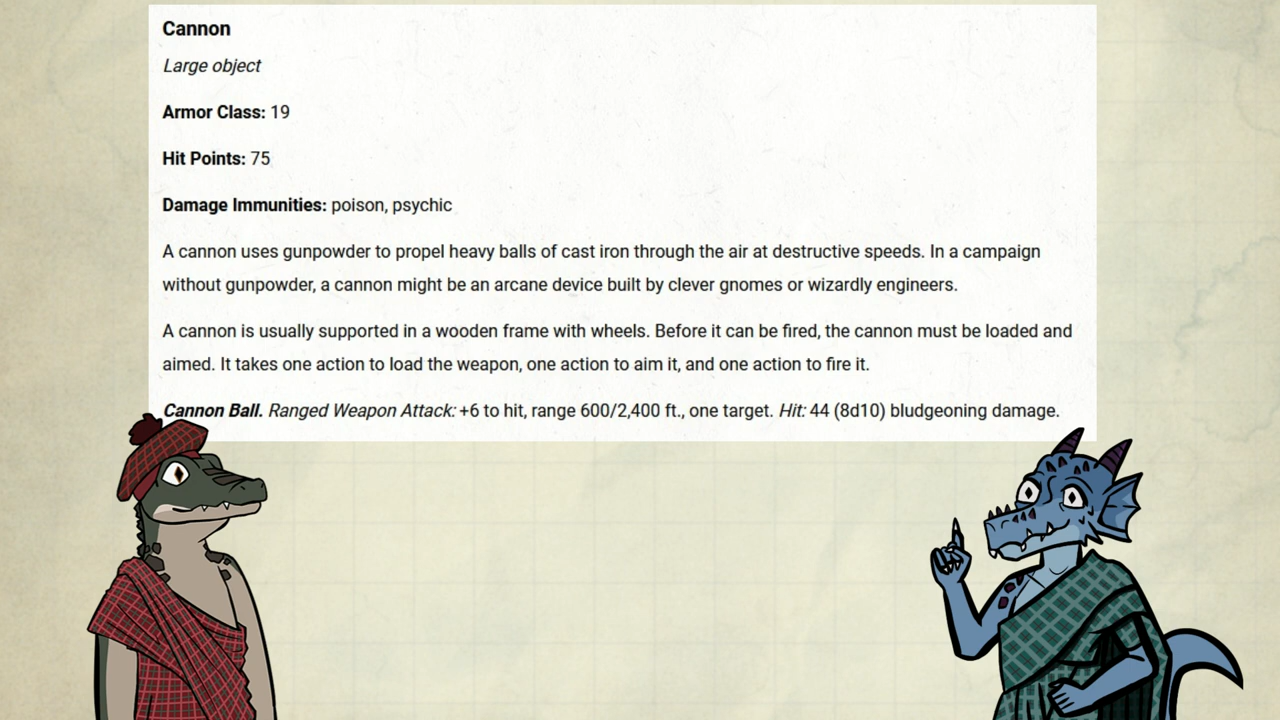 Cannon
Large object
Armor Class: 19
Hit Points: 75
Damage Immunities: poison, psychic
A cannon uses gunpowder to propel heavy balls of cast iron through the air at destructive speeds. In a campaign
without gunpowder, a cannon might be an arcane device built by clever gnomes or wizardly engineers.
A cannon is usually supported in a wooden frame with wheels. Before it can be fired, the cannon must be loaded and
aimed. It takes one action to load the weapon, one action to aim it, and one action to fire it.
Cannon Ball. Ranged Weapon Attack: +6 to hit, range 600/2,400 ft., one target. Hit: 44 (8d10) bludgeoning damage.